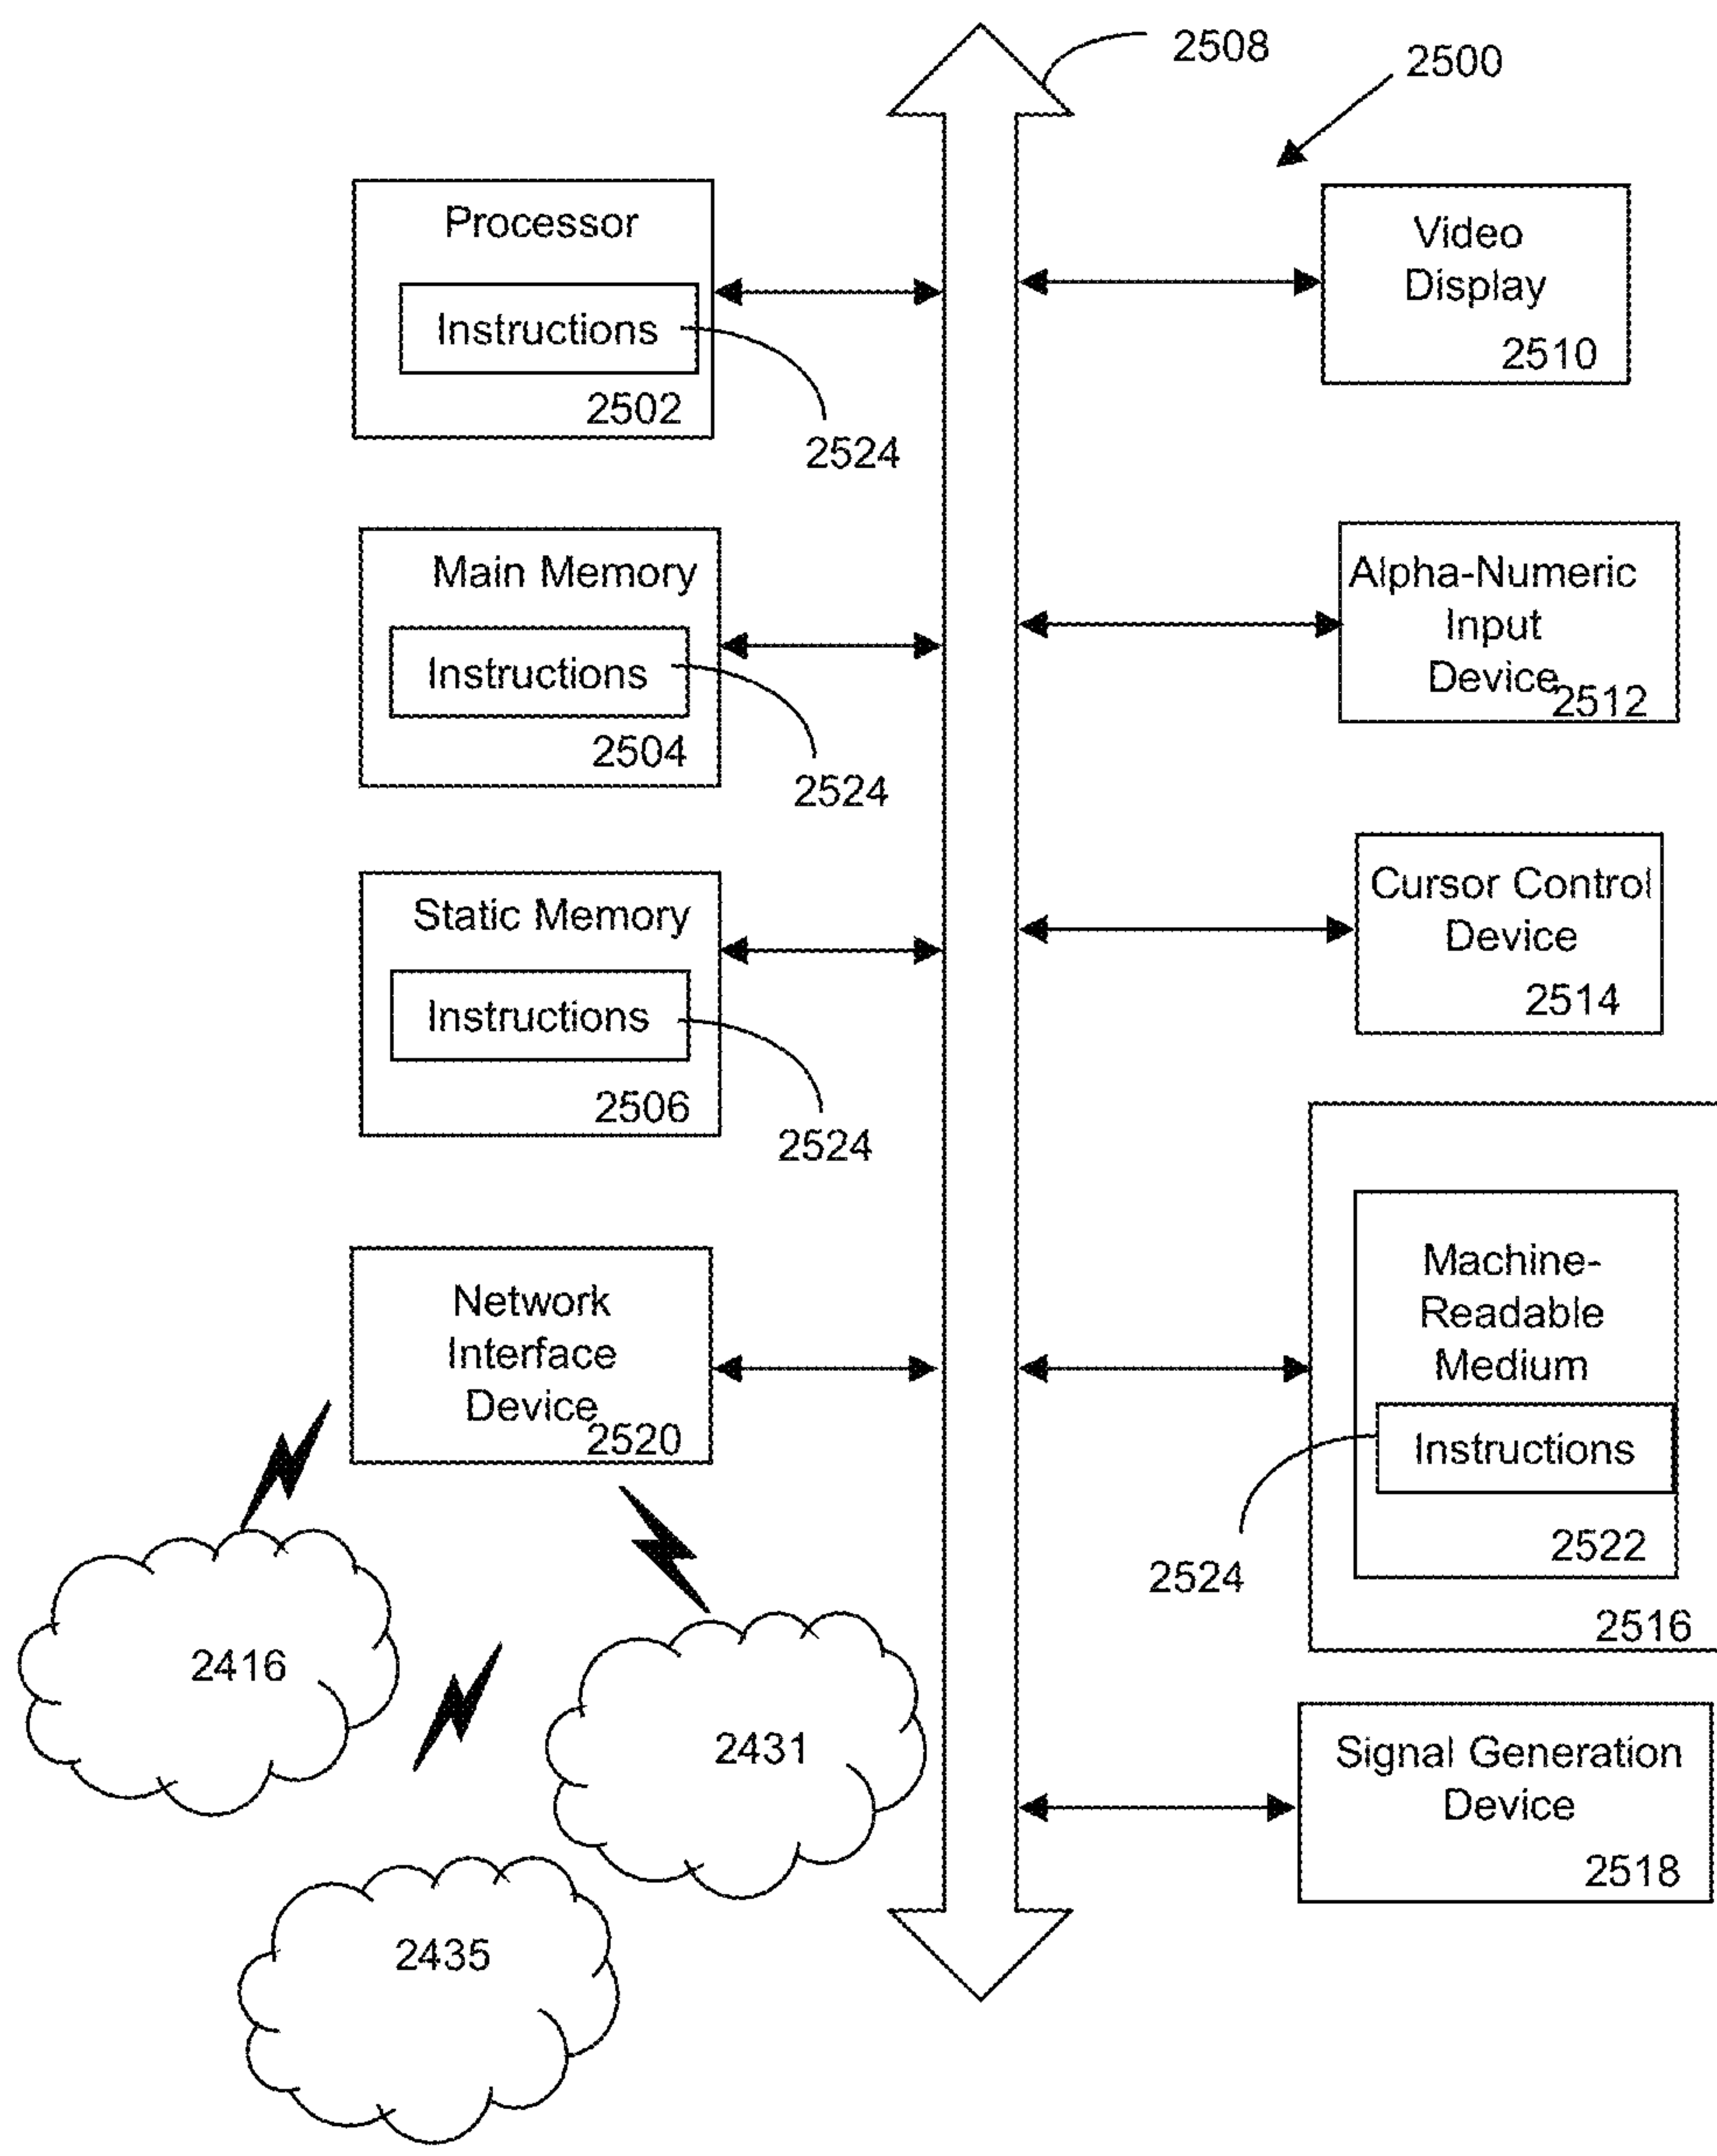 2508
2500
Processor
Instructions
2502
2524
Video
Display
2510
Main Memory
Instructions
2504
2524
Alpha-Numeric
Input
Device
2512
Static Memory
Instructions
2506
2524
Cursor Control
Device
2514
Network
Interface
Device
2520
Machine-
Readable
Medium
Instructions
2522
2524
2516
2416
2431
2435
Signal Generation
Device
2518